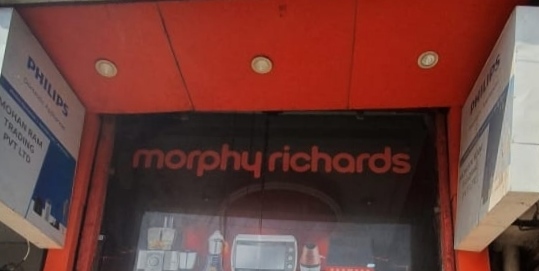 PHILIPS
MOHAN RAM
TRADING
PVT LTD
morphy richards
PHILIPS